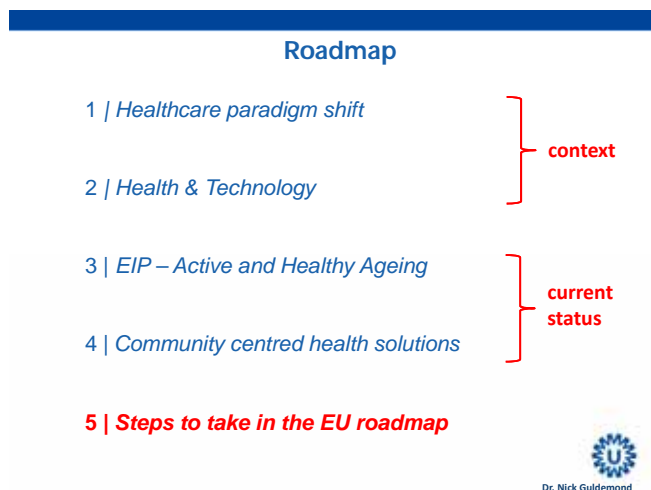 Roadmap
1 | Healthcare paradigm shift
context
2 | Health & Technology
3 | EIP – Active and Healthy Ageing
current
status
4 | Community centred health solutions
5 | Steps to take in the EU roadmap
U
Dr. Nick Guldemond